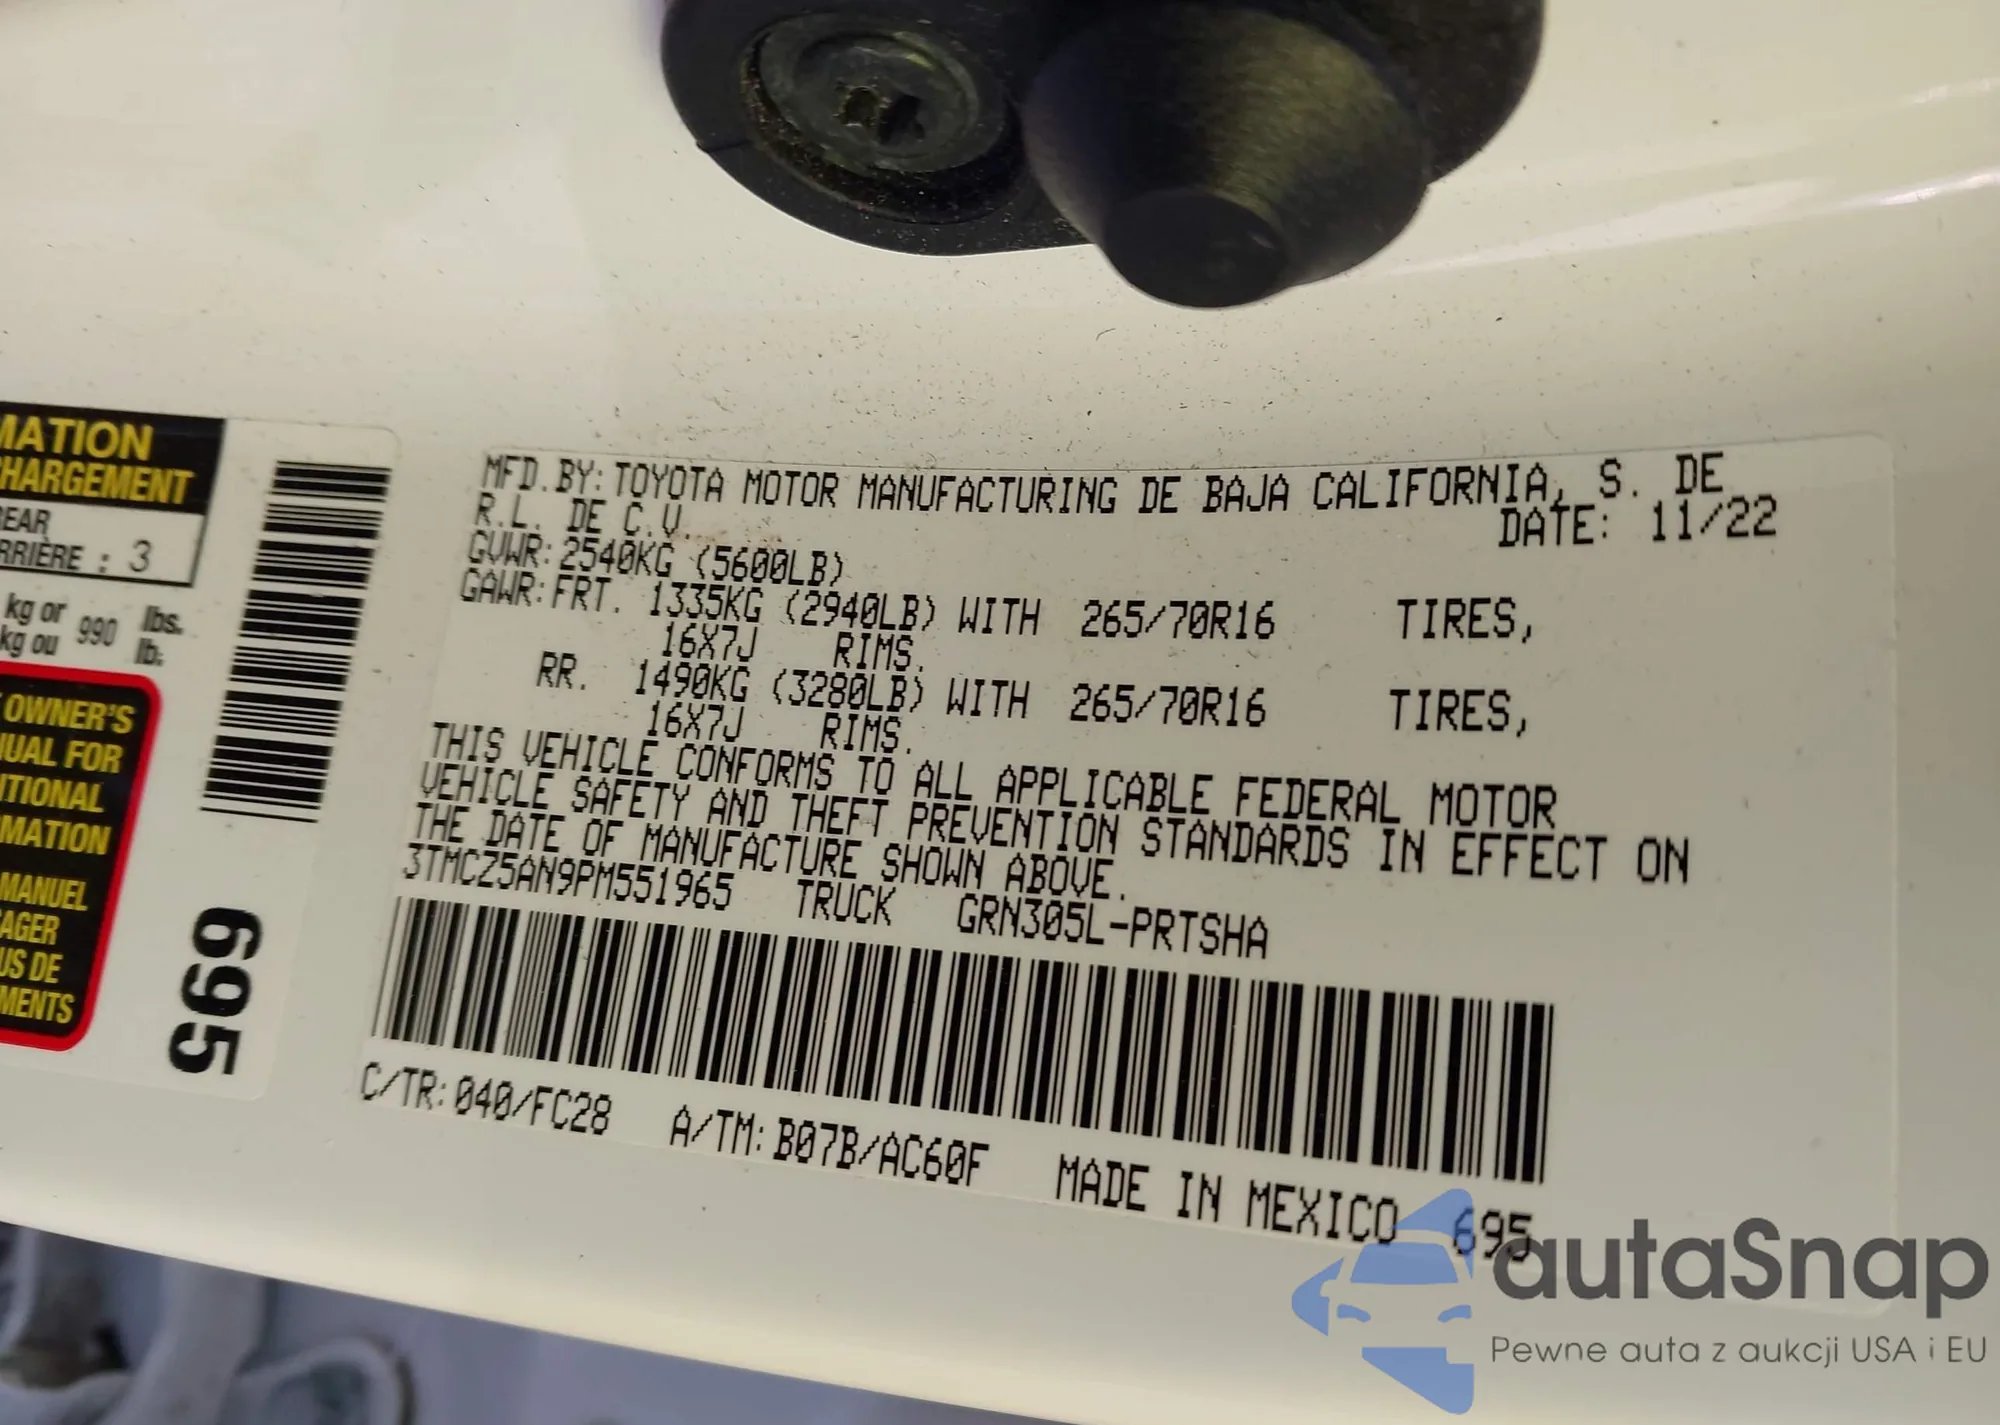 MATION
CHARGEMENT
REAR
ARRIÈRE : 3
kg or 990 lbs.
kg ou lb.
OWNER'S
UAL FOR
ITIONAL
MATION
MANUEL
AGER
US DE
MENTS
695
MFD.BY:TOYOTA MOTOR MANUFACTURING DE BAJA CALIFORNIA, S. DE
R.L. DE C.V. DATE: 11/22
GVWR:2540KG (5600LB)
GAWR:FRT. 1335KG (2940LB) WITH 265/70R16 TIRES,
16X7J RIMS.
RR. 1490KG (3280LB) WITH 265/70R16 TIRES,
16X7J RIMS.
THIS VEHICLE CONFORMS TO ALL APPLICABLE FEDERAL MOTOR
VEHICLE SAFETY AND THEFT PREVENTION STANDARDS IN EFFECT ON
THE DATE OF MANUFACTURE SHOWN ABOVE.
3TMCZ5AN9PM551965 TRUCK GRN305L-PRTSHA
C/TR:040/FC28 A/TM:B07B/AC60F MADE IN MEXICO 695
autaSnap
Pewne auta z aukcji USA i EU